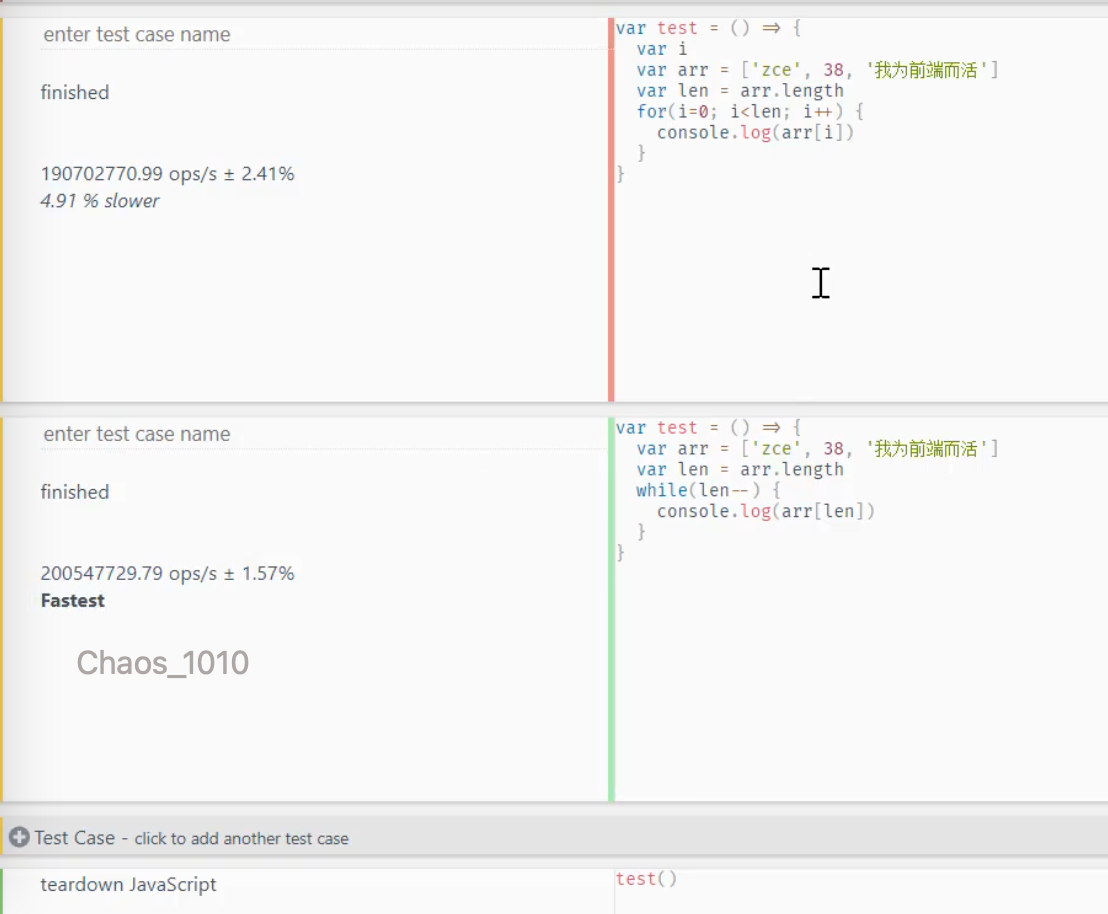 enter test case name
finished
190702770.99 ops/s ± 2.41%
4.91 % slower
var test = () => {
  var i
  var arr = ['zce', 38, '我为前端而活']
  var len = arr.length
  for(i=0; i<len; i++) {
    console.log(arr[i])
  }
}
enter test case name
finished
200547729.79 ops/s ± 1.57%
Fastest
Chaos_1010
var test = () => {
  var arr = ['zce', 38, '我为前端而活']
  var len = arr.length
  while(len--) {
    console.log(arr[len])
  }
}
Test Case - click to add another test case
teardown JavaScript
test()